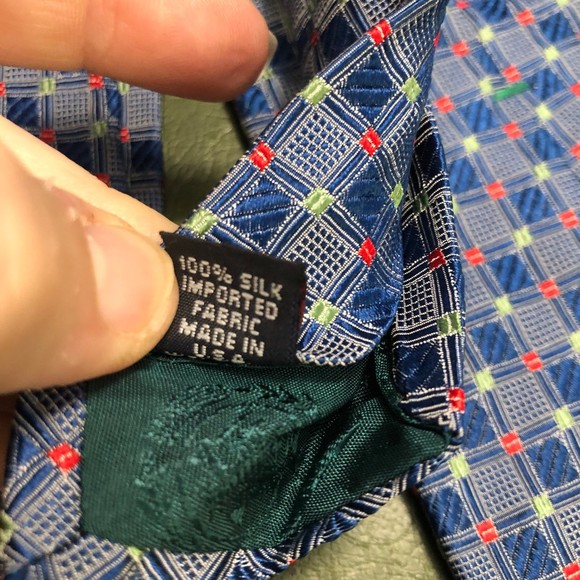 100% SILK
IMPORTED
FABRIC
MADE IN
U.S.A